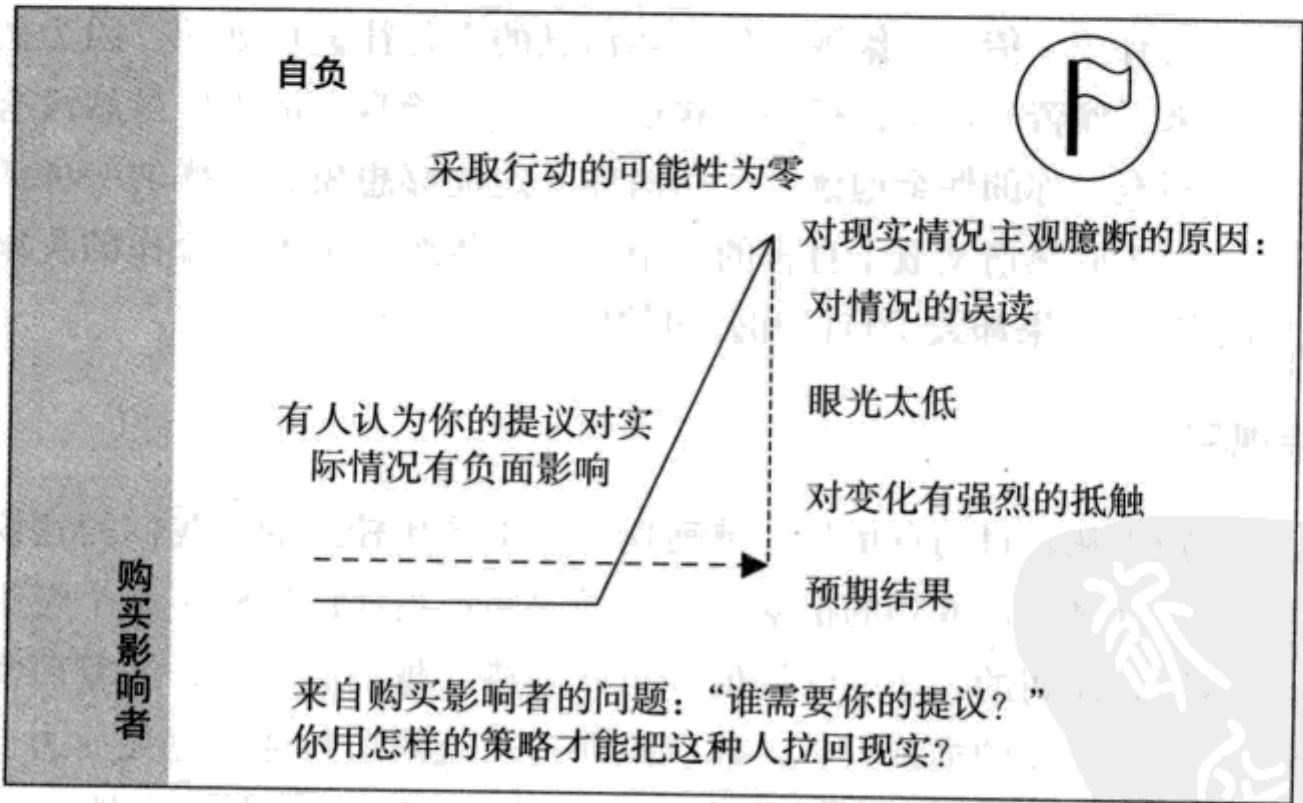 自负
采取行动的可能性为零
对现实情况主观臆断的原因：
对情况的误读
眼光太低
有人认为你的提议对实
际情况有负面影响
对变化有强烈的抵触
预期结果
购买影响者
来自购买影响者的问题：“谁需要你的提议？”
你用怎样的策略才能把这种人拉回现实？